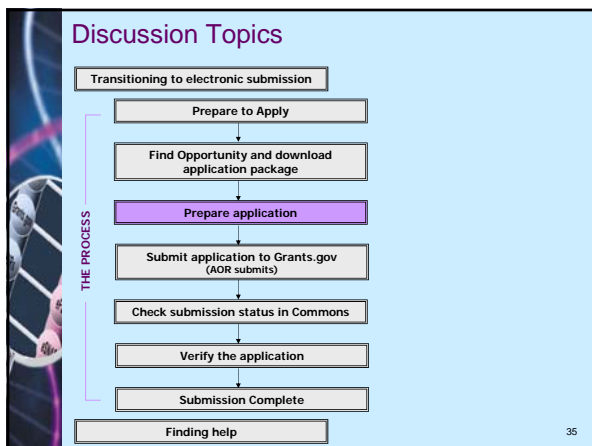 Discussion Topics
Transitioning to electronic submission
THE PROCESS
Prepare to Apply
Find Opportunity and download
application package
Prepare application
Submit application to Grants.gov
(AOR submits)
Check submission status in Commons
Verify the application
Submission Complete
Finding help
35